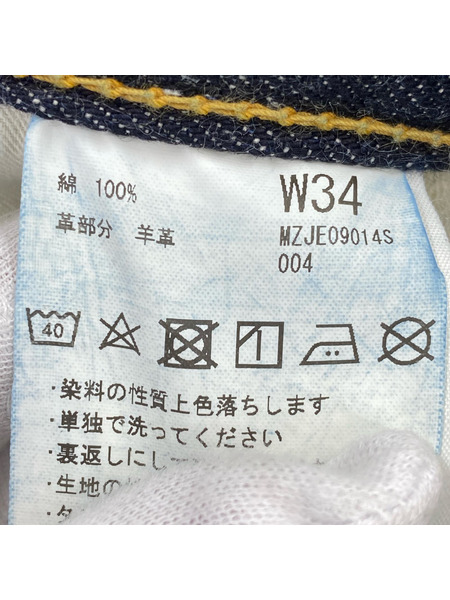 綿 100%
革部分 羊革
W34
MZJE09014S
004
40
・染料の性質上色落ちします
・単独で洗ってください
・裏返しにして
・生地の